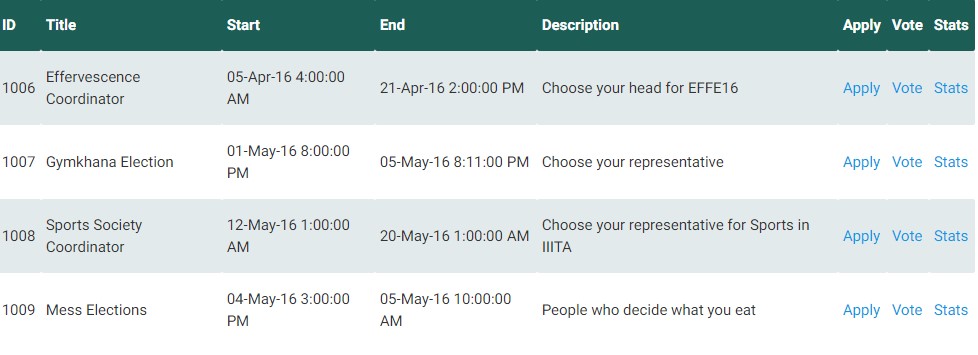 ID Title Start End Description Apply Vote Stats
1006 Effervescence Coordinator 05-Apr-16 4:00:00 AM 21-Apr-16 2:00:00 PM Choose your head for EFFE16 Apply Vote Stats
1007 Gymkhana Election 01-May-16 8:00:00 PM 05-May-16 8:11:00 PM Choose your representative Apply Vote Stats
1008 Sports Society Coordinator 12-May-16 1:00:00 AM 20-May-16 1:00:00 AM Choose your representative for Sports in IIITA Apply Vote Stats
1009 Mess Elections 04-May-16 3:00:00 PM 05-May-16 10:00:00 AM People who decide what you eat Apply Vote Stats